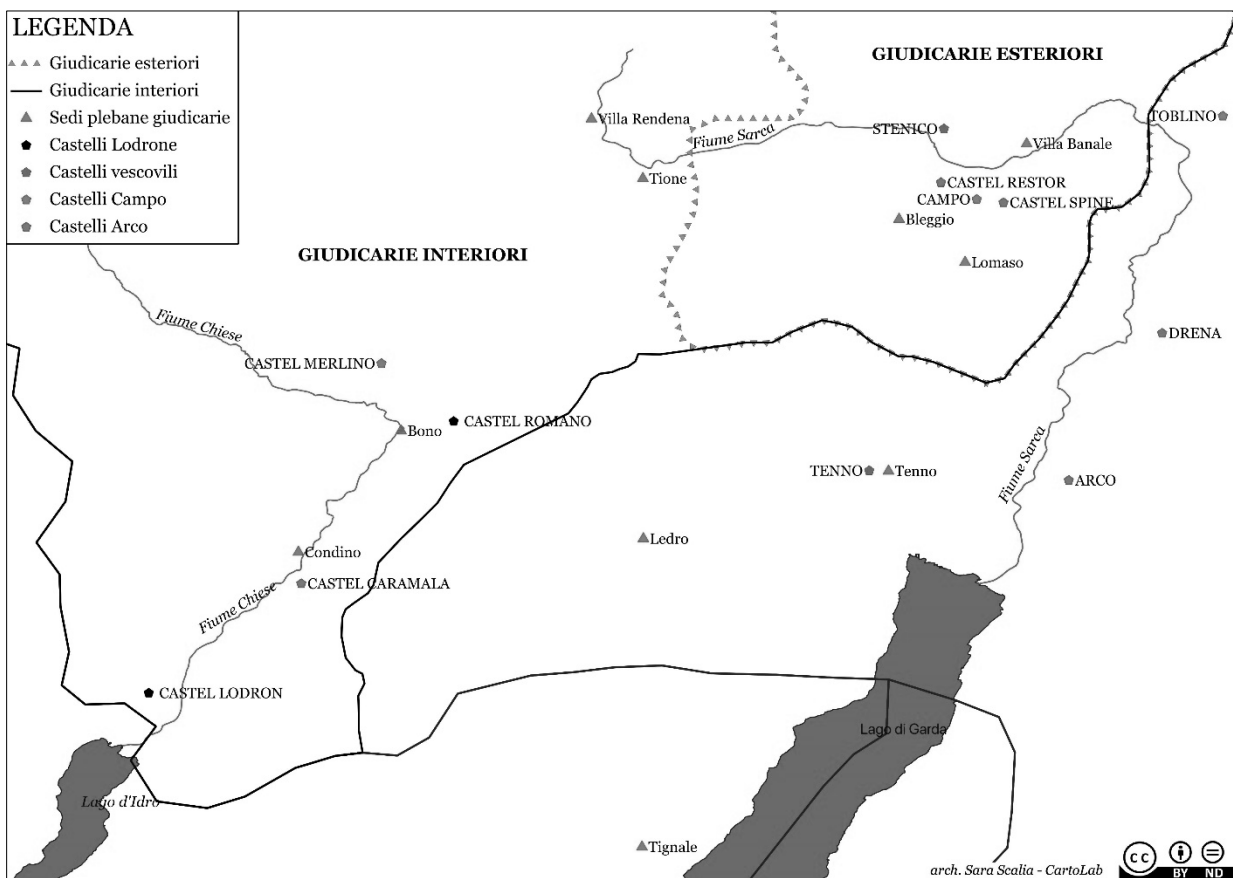 LEGENDA
Giudicarie esteriori
Giudicarie interiori
Sedi plebane giudicarie
Castelli Lodrone
Castelli vescovili
Castelli Campo
Castelli Arco
GIUDICARIE ESTERIORI
Villa Rendena
Fiume Sarca
STENICO
TOBLINO
Villa Banale
Tione
CASTEL RESTOR
CAMPO
CASTEL SPINE
Bleggio
GIUDICARIE INTERIORI
Lomaso
Fiume Chiese
DRENA
CASTEL MERLINO
CASTEL ROMANO
Bono
Fiume Sarca
TENNO
Tenno
ARCO
Ledro
Condino
CASTEL CARAMALA
Fiume Chiese
CASTEL LODRON
Lago di Garda
Lago d'Idro
Tignale
arch. Sara Scalia - CartoLab
cc
BY ND